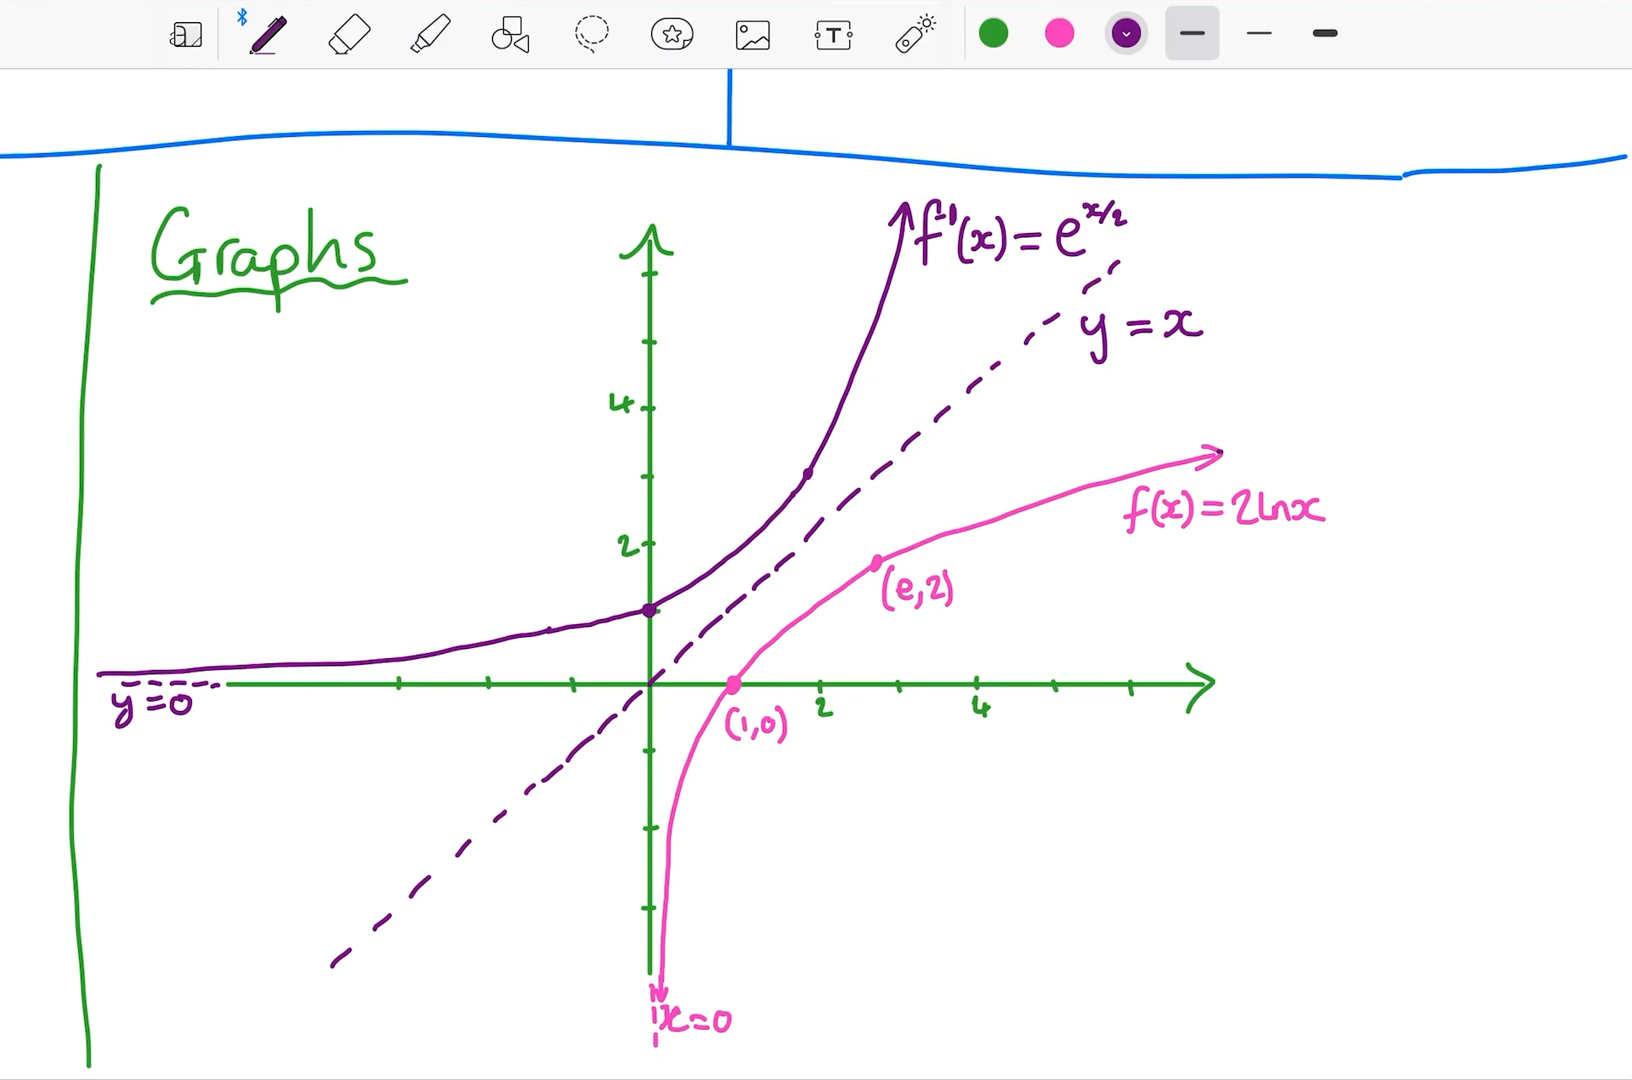 Graphs
f⁻¹(x) = e^{x/2}
y = x
4
f(x) = 2lnx
2
(e,2)
y=0
(1,0)
2
4
x=0
T